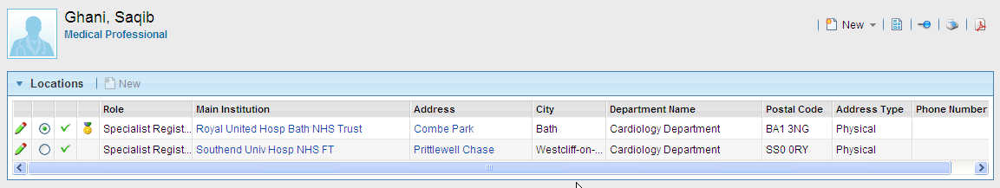 Ghani, Saqib
Medical Professional
New
Locations New
Role Main Institution Address City Department Name Postal Code Address Type Phone Number
Specialist Regist... Royal United Hosp Bath NHS Trust Combe Park Bath Cardiology Department BA1 3NG Physical
Specialist Regist... Southend Univ Hosp NHS FT Prittlewell Chase Westcliff-on-... Cardiology Department SS0 0RY Physical